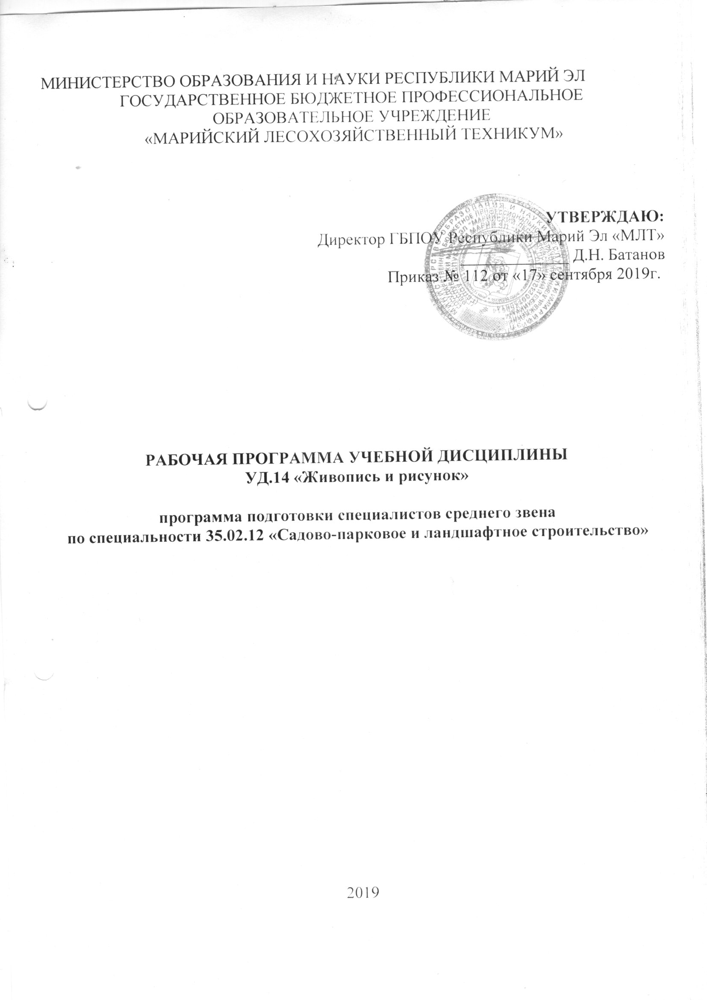 МИНИСТЕРСТВО ОБРАЗОВАНИЯ И НАУКИ РЕСПУБЛИКИ МАРИЙ ЭЛ
ГОСУДАРСТВЕННОЕ БЮДЖЕТНОЕ ПРОФЕССИОНАЛЬНОЕ
ОБРАЗОВАТЕЛЬНОЕ УЧРЕЖДЕНИЕ
«МАРИЙСКИЙ ЛЕСОХОЗЯЙСТВЕННЫЙ ТЕХНИКУМ»
УТВЕРЖДАЮ:
Директор ГБПОУ Республики Марий Эл «МЛТ»
Д.Н. Батанов
Приказ № 112 от «17» сентября 2019г.
РАБОЧАЯ ПРОГРАММА УЧЕБНОЙ ДИСЦИПЛИНЫ
УД.14 «Живопись и рисунок»
программа подготовки специалистов среднего звена
по специальности 35.02.12 «Садово-парковое и ландшафтное строительство»
2019